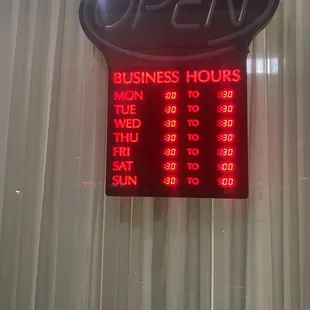 OPEN
BUSINESS HOURS
MON :00 TO :30
TUE :30 TO :30
WED :30 TO :30
THU :30 TO :30
FRI :30 TO :30
SAT :30 TO :00
SUN :30 TO :00